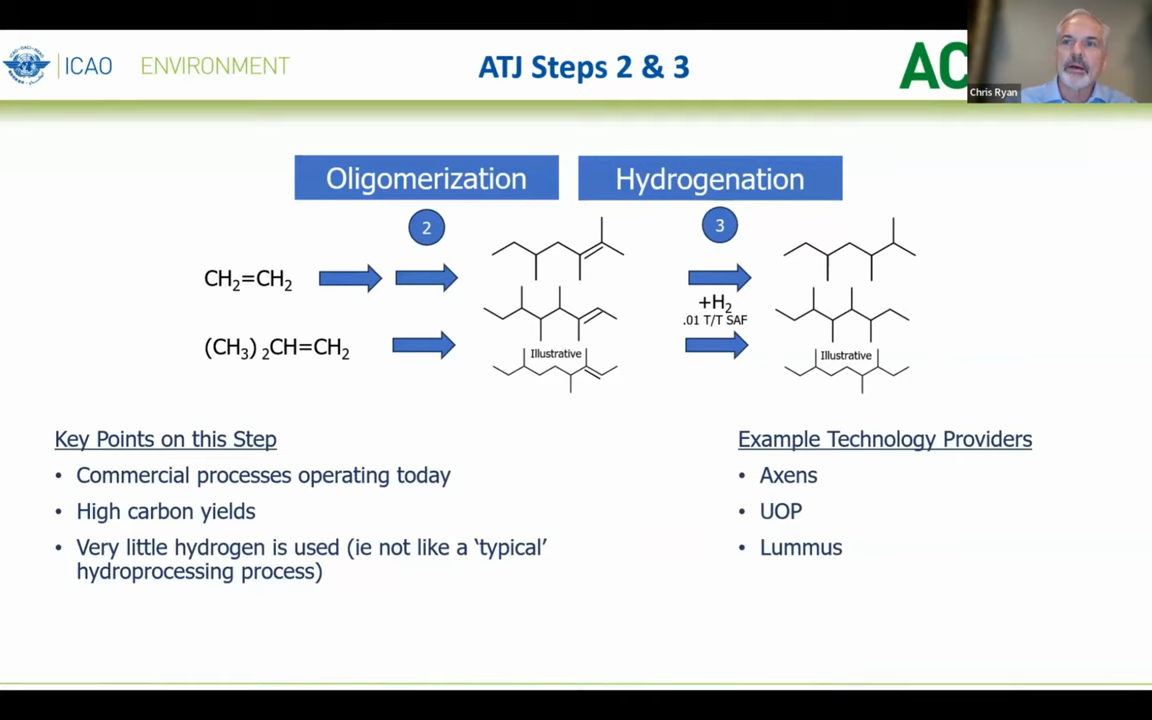 ICAO ENVIRONMENT
ATJ Steps 2 & 3
AC
Chris Ryan
Oligomerization
Hydrogenation
2
3
CH2=CH2
+H2
.01 T/T SAF
(CH3) 2CH=CH2
Illustrative
Illustrative
Key Points on this Step
• Commercial processes operating today
• High carbon yields
• Very little hydrogen is used (ie not like a ‘typical’
hydroprocessing process)
Example Technology Providers
• Axens
• UOP
• Lummus